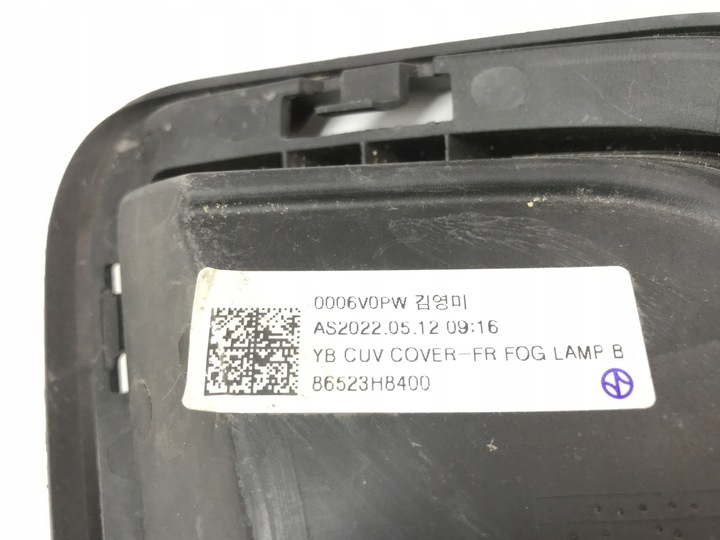 0006V0PW 김영미
AS2022.05.12 09:16
YB CUV COVER-FR FOG LAMP B
86523H8400